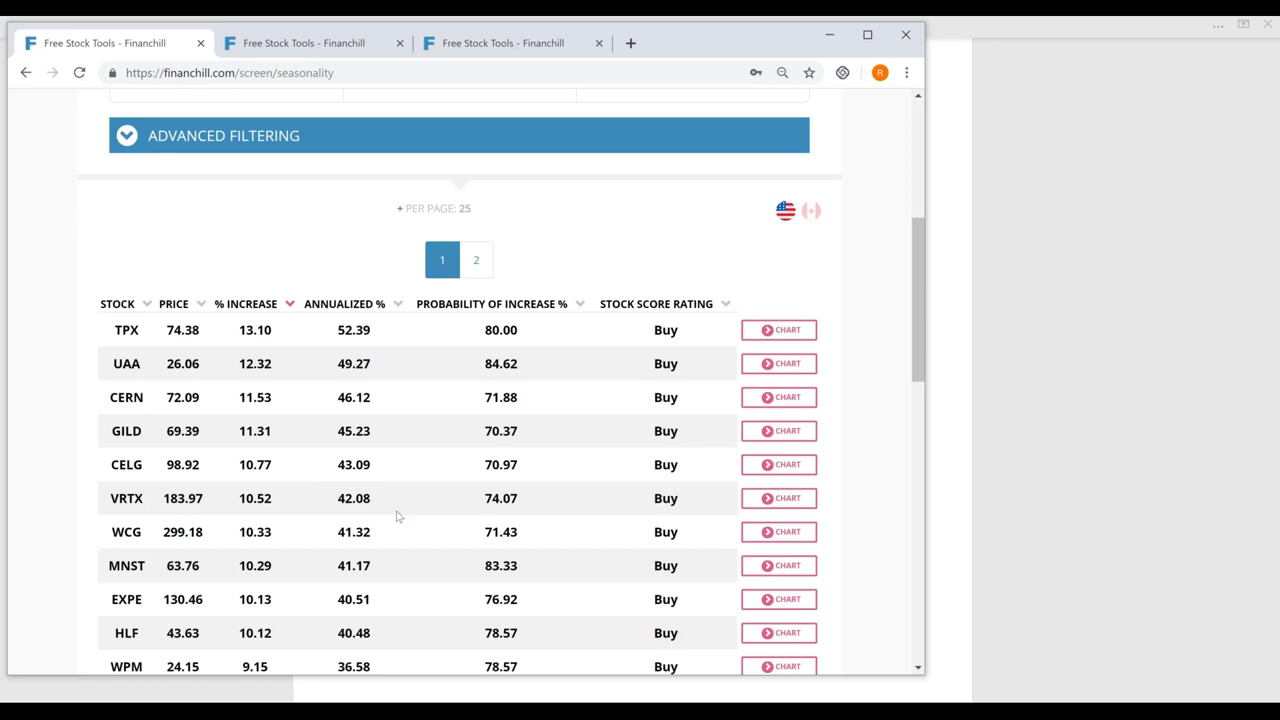 Free Stock Tools - Financhill
Free Stock Tools - Financhill
Free Stock Tools - Financhill
https://financhill.com/screen/seasonality
R
ADVANCED FILTERING
+ PER PAGE: 25
1 2
STOCK PRICE % INCREASE ANNUALIZED % PROBABILITY OF INCREASE % STOCK SCORE RATING
TPX 74.38 13.10 52.39 80.00 Buy CHART
UAA 26.06 12.32 49.27 84.62 Buy CHART
CERN 72.09 11.53 46.12 71.88 Buy CHART
GILD 69.39 11.31 45.23 70.37 Buy CHART
CELG 98.92 10.77 43.09 70.97 Buy CHART
VRTX 183.97 10.52 42.08 74.07 Buy CHART
WCG 299.18 10.33 41.32 71.43 Buy CHART
MNST 63.76 10.29 41.17 83.33 Buy CHART
EXPE 130.46 10.13 40.51 76.92 Buy CHART
HLF 43.63 10.12 40.48 78.57 Buy CHART
WPM 24.15 9.15 36.58 78.57 Buy CHART